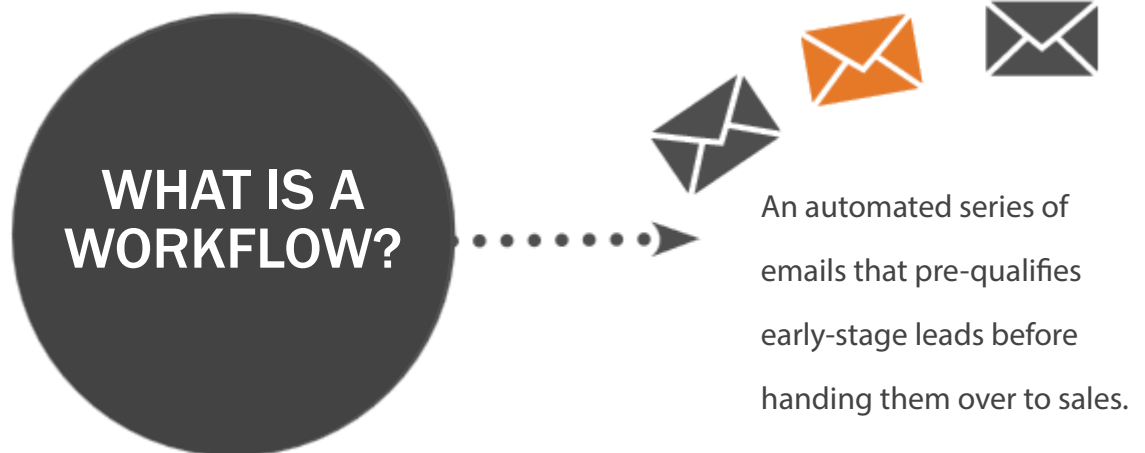 WHAT IS A
WORKFLOW?
An automated series of
emails that pre-qualifies
early-stage leads before
handing them over to sales.